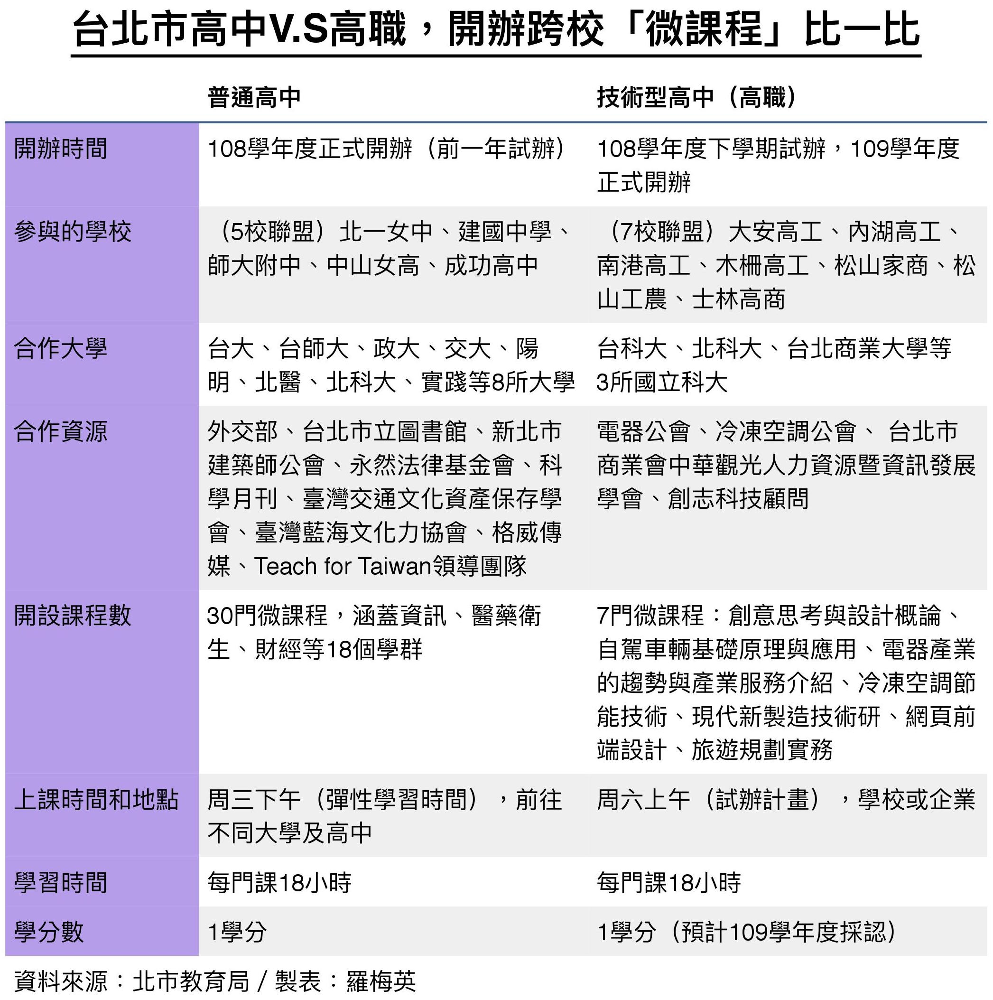 台北市高中V.S高職，開辦跨校「微課程」比一比
普通高中
技術型高中（高職）
開辦時間
108學年度正式開辦（前一年試辦）
108學年度下學期試辦，109學年度
正式開辦
參與的學校
（5校聯盟）北一女中、建國中學、
師大附中、中山女高、成功高中
（7校聯盟）大安高工、內湖高工、
南港高工、木柵高工、松山家商、松
山工農、士林高商
合作大學
台大、台師大、政大、交大、陽
明、北醫、北科大、實踐等8所大學
台科大、北科大、台北商業大學等
3所國立科大
合作資源
外交部、台北市立圖書館、新北市
建築師公會、永然法律基金會、科
學月刊、臺灣交通文化資產保存學
會、臺灣藍海文化力協會、格威傳
媒、Teach for Taiwan領導團隊
電器公會、冷凍空調公會、 台北市
商業會中華觀光人力資源暨資訊發展
學會、創志科技顧問
開設課程數
30門微課程，涵蓋資訊、醫藥衛
生、財經等18個學群
7門微課程：創意思考與設計概論、
自駕車輛基礎原理與應用、電器產業
的趨勢與產業服務介紹、冷凍空調節
能技術、現代新製造技術研、網頁前
端設計、旅遊規劃實務
上課時間和地點
周三下午（彈性學習時間），前往
不同大學及高中
周六上午（試辦計畫），學校或企業
學習時間
每門課18小時
每門課18小時
學分數
1學分
1學分（預計109學年度採認）
資料來源：北市教育局 / 製表：羅梅英